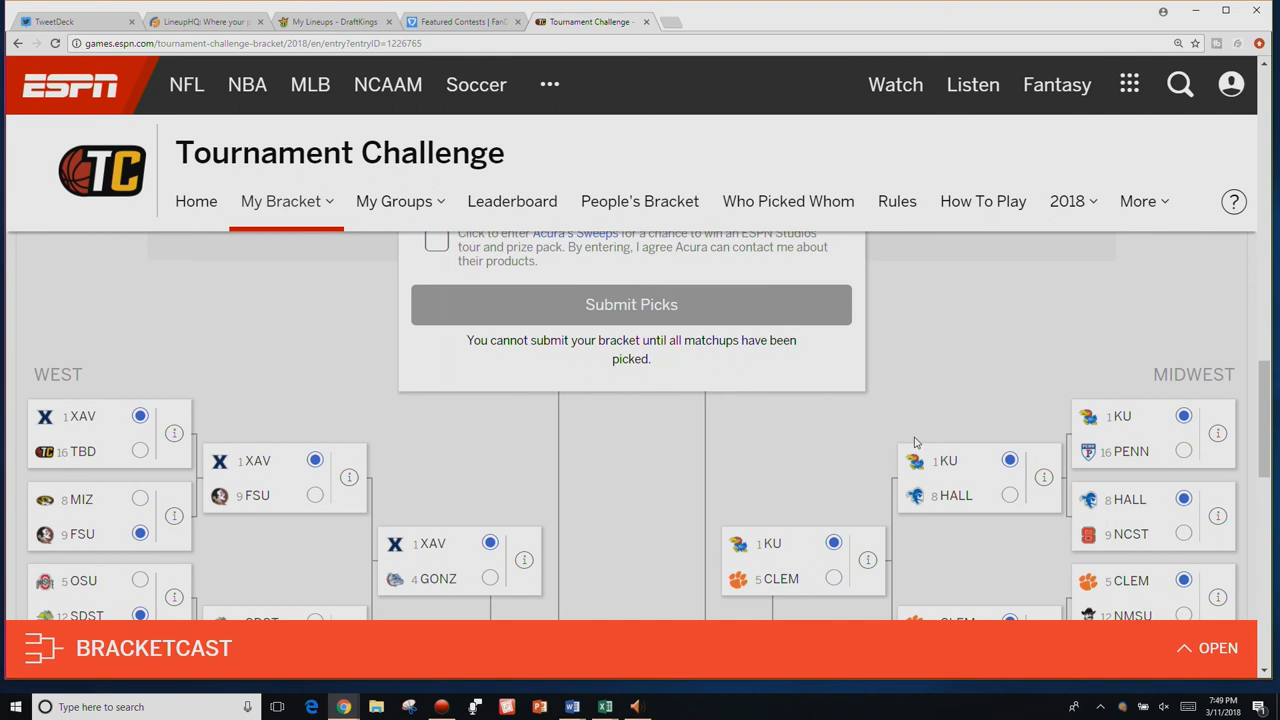 TweetDeck
LineupHQ: Where your p
My Lineups - DraftKings
Featured Contests | Fan
Tournament Challenge -
games.espn.com/tournament-challenge-bracket/2018/en/entry?entryID=1226765
ESPN NFL NBA MLB NCAAM Soccer ••• Watch Listen Fantasy
TC Tournament Challenge
Home My Bracket My Groups Leaderboard People's Bracket Who Picked Whom Rules How To Play 2018 More ?
Click to enter Acura's Sweeps for a chance to win an ESPN Studios
tour and prize pack. By entering, I agree Acura can contact me about
their products.
Submit Picks
You cannot submit your bracket until all matchups have been
picked.
WEST
1 XAV
16 TBD
8 MIZ
9 FSU
5 OSU
12 SDST
1 XAV
9 FSU
SDST
1 XAV
4 GONZ
MIDWEST
1 KU
5 CLEM
1 KU
8 HALL
CLEM
1 KU
16 PENN
8 HALL
9 NCST
5 CLEM
12 NMSU
BRACKETCAST OPEN
Type here to search
7:49 PM
3/11/2018